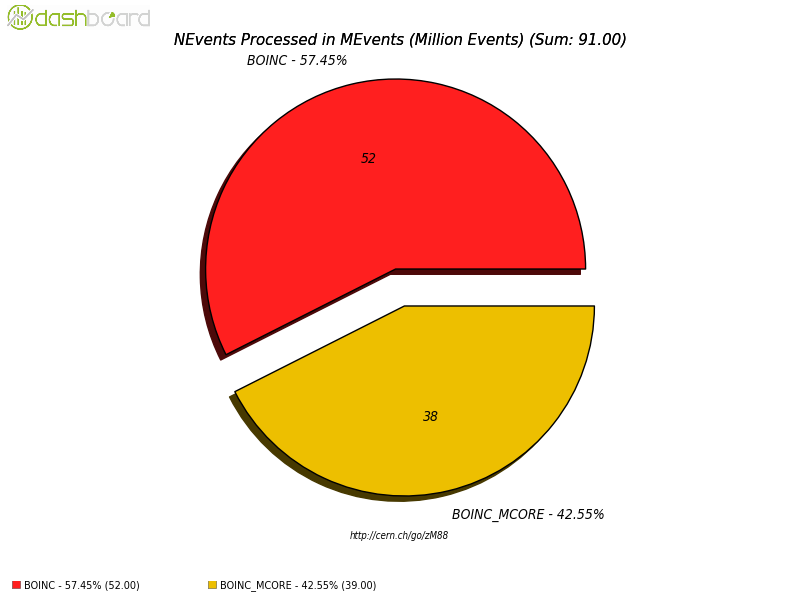 dashboard
NEvents Processed in MEvents (Million Events) (Sum: 91.00)
BOINC - 57.45%
52
38
BOINC_MCORE - 42.55%
http://cern.ch/go/zM88
BOINC - 57.45% (52.00)
BOINC_MCORE - 42.55% (39.00)